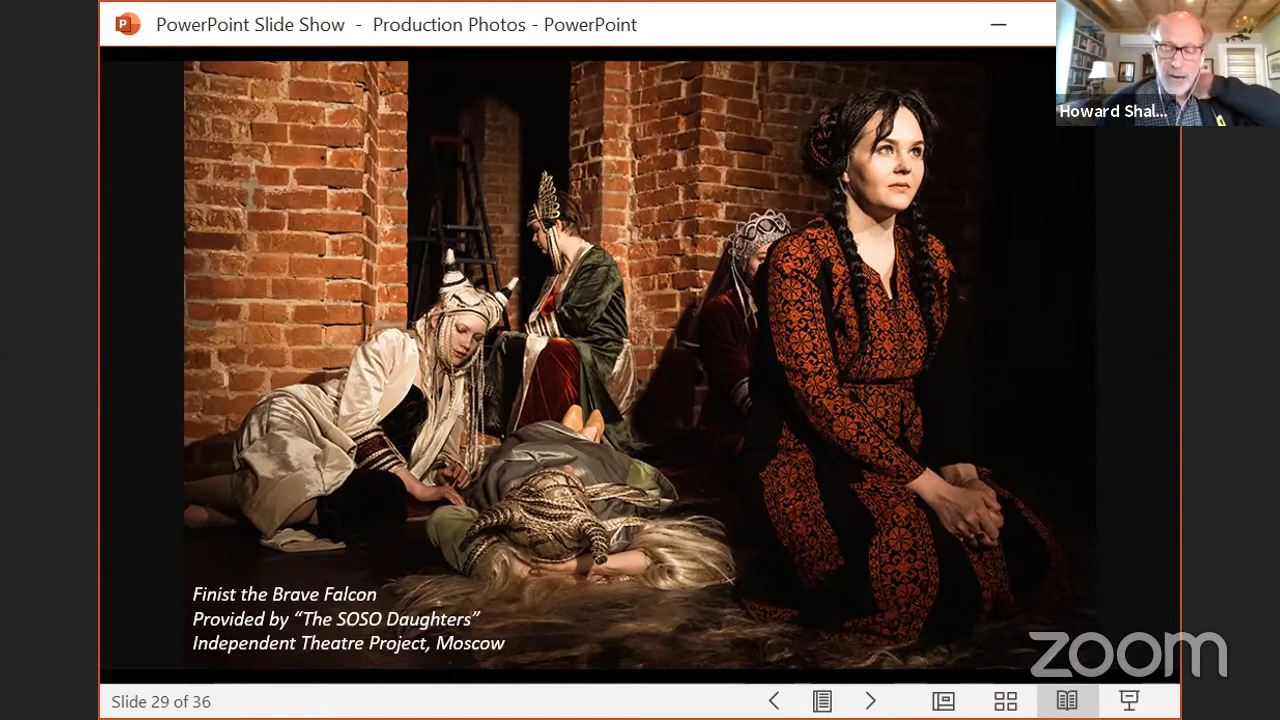 PowerPoint Slide Show - Production Photos - PowerPoint
Howard Shal...
Finist the Brave Falcon
Provided by “The SOSO Daughters”
Independent Theatre Project, Moscow
zoom
Slide 29 of 36